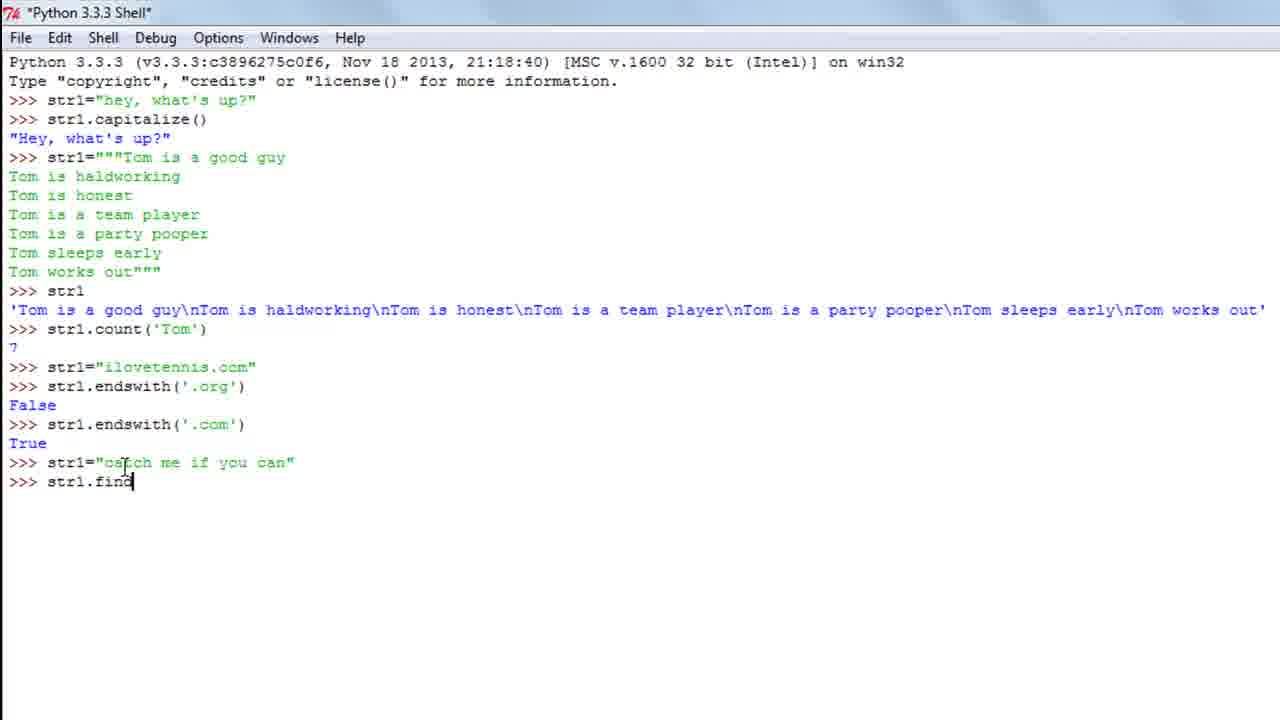 *Python 3.3.3 Shell*
File Edit Shell Debug Options Windows Help
Python 3.3.3 (v3.3.3:c3896275c0f6, Nov 18 2013, 21:18:40) [MSC v.1600 32 bit (Intel)] on win32
Type "copyright", "credits" or "license()" for more information.
>>> str1="hey, what's up?"
>>> str1.capitalize()
"Hey, what's up?"
>>> str1="""Tom is a good guy
Tom is haldworking
Tom is honest
Tom is a team player
Tom is a party pooper
Tom sleeps early
Tom works out"""
>>> str1
'Tom is a good guy\nTom is haldworking\nTom is honest\nTom is a team player\nTom is a party pooper\nTom sleeps early\nTom works out'
>>> str1.count('Tom')
7
>>> str1="ilovetennis.com"
>>> str1.endswith('.org')
False
>>> str1.endswith('.com')
True
>>> str1="catch me if you can"
>>> str1.find